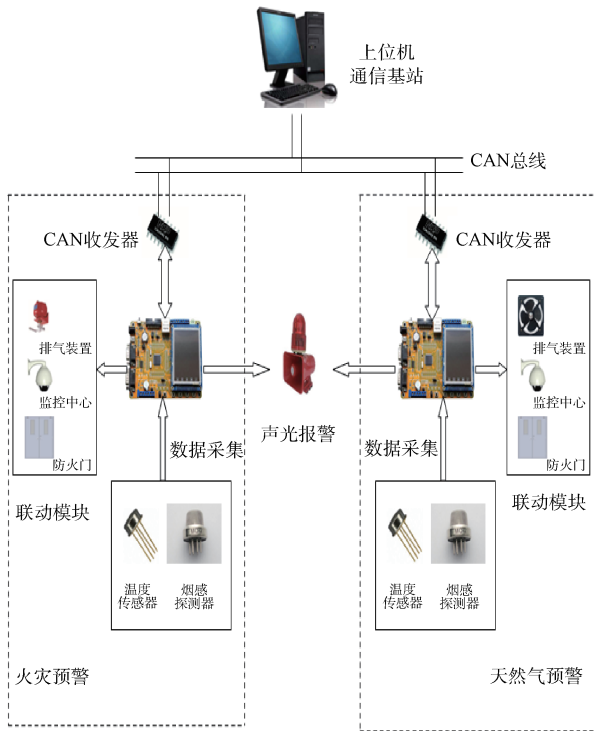 上位机
通信基站
CAN总线
CAN收发器
CAN收发器
排气装置
监控中心
防火门
联动模块
数据采集
声光报警
数据采集
排气装置
监控中心
防火门
联动模块
温度
传感器
烟感
探测器
温度
传感器
烟感
探测器
火灾预警
天然气预警